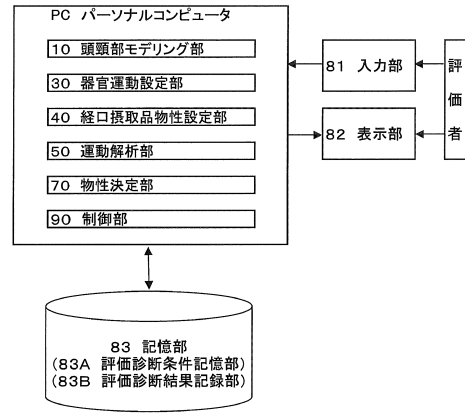 PC パーソナルコンピュータ
10 頭頸部モデリング部
30 器官運動設定部
40 経口摂取品物性設定部
50 運動解析部
70 物性決定部
90 制御部
81 入力部
82 表示部
評価者
83 記憶部
(83A 評価診断条件記憶部)
(83B 評価診断結果記録部)